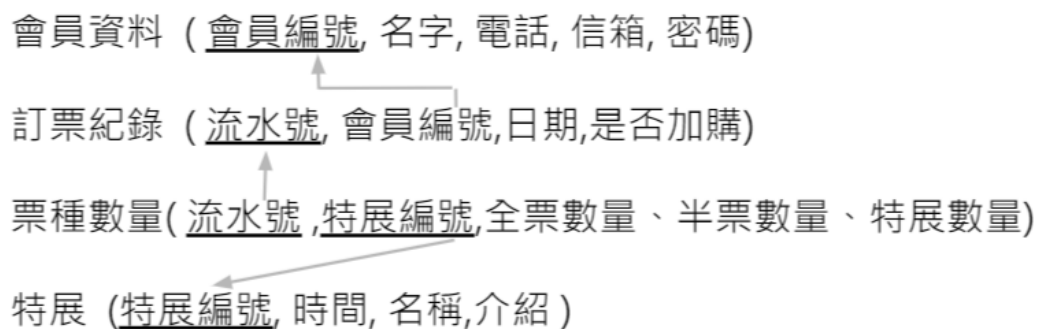 會員資料 ( 會員編號, 名字, 電話, 信箱, 密碼)
訂票紀錄 ( 流水號, 會員編號,日期,是否加購)
票種數量( 流水號 ,特展編號,全票數量、半票數量、特展數量)
特展 (特展編號, 時間, 名稱,介紹 )